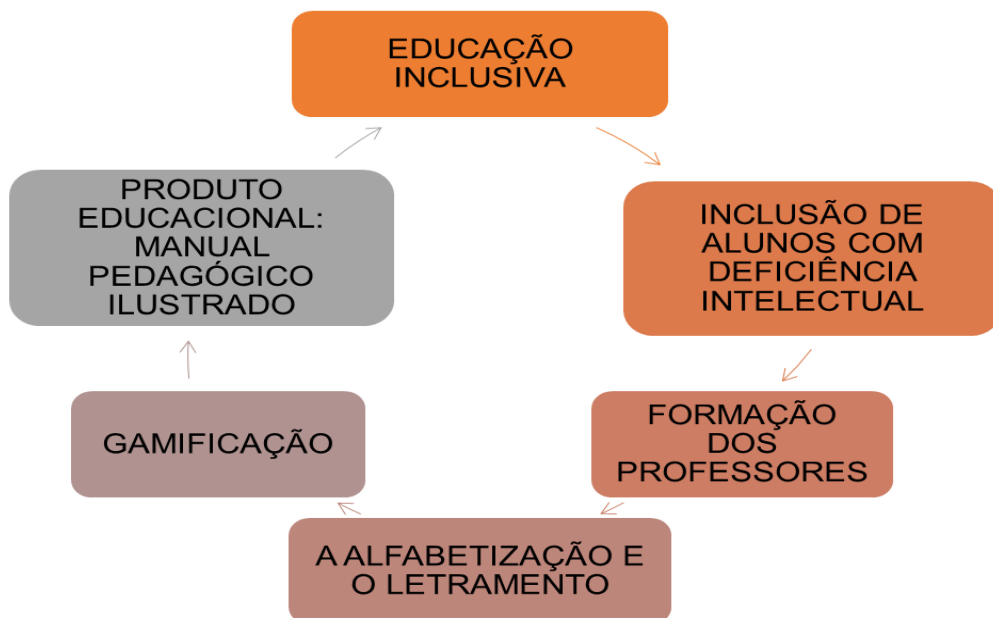 EDUCAÇÃO
INCLUSIVA
INCLUSÃO DE
ALUNOS COM
DEFICIÊNCIA
INTELECTUAL
FORMAÇÃO
DOS
PROFESSORES
A ALFABETIZAÇÃO E
O LETRAMENTO
GAMIFICAÇÃO
PRODUTO
EDUCACIONAL:
MANUAL
PEDAGÓGICO
ILUSTRADO